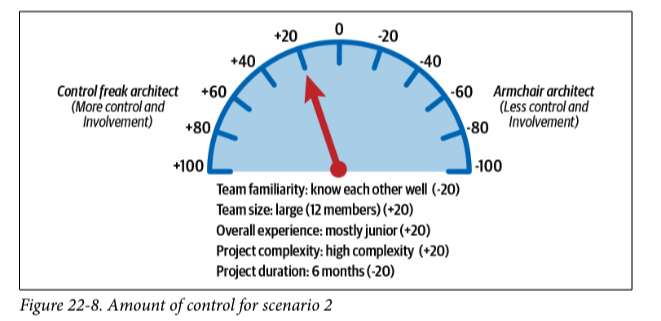 0
+20
-20
+40
-40
Control freak architect
(More control and
Involvement)
+60
-60
Armchair architect
(Less control and
Involvement)
+80
-80
+100
-100
Team familiarity: know each other well (-20)
Team size: large (12 members) (+20)
Overall experience: mostly junior (+20)
Project complexity: high complexity (+20)
Project duration: 6 months (-20)
Figure 22-8. Amount of control for scenario 2